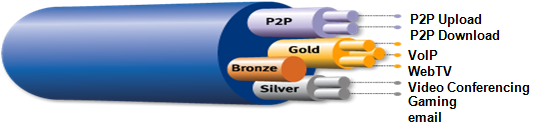 P2P
Gold
Bronze
Silver
P2P Upload
P2P Download
VoIP
WebTV
Video Conferencing
Gaming
email